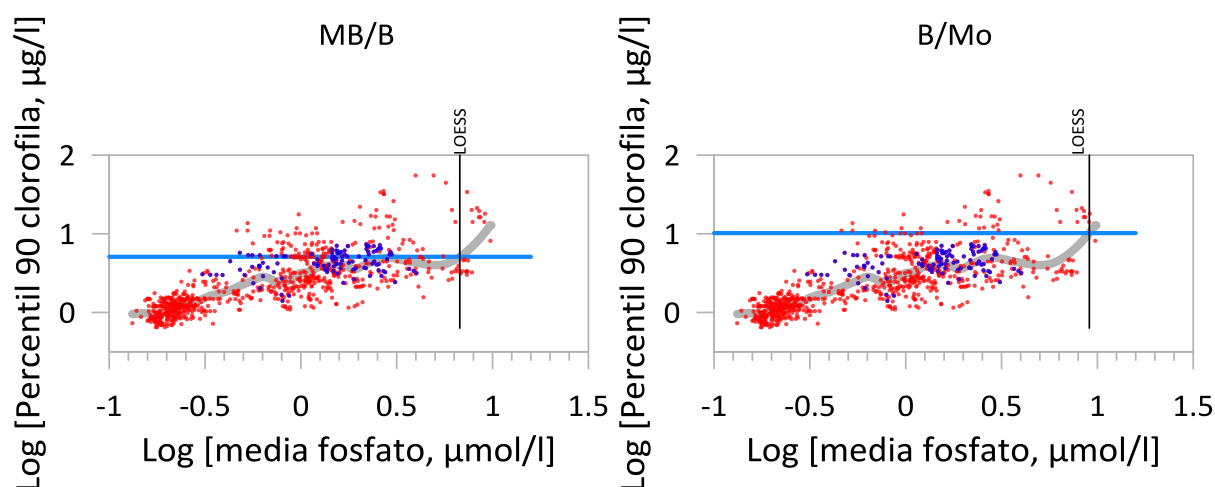 MB/B
Log [Percentil 90 clorofila, µg/l]
LOESS
2
1
0
-1 -0.5 0 0.5 1 1.5
Log [media fosfato, µmol/l]
B/Mo
Log [Percentil 90 clorofila, µg/l]
LOESS
2
1
0
-1 -0.5 0 0.5 1 1.5
Log [media fosfato, µmol/l]